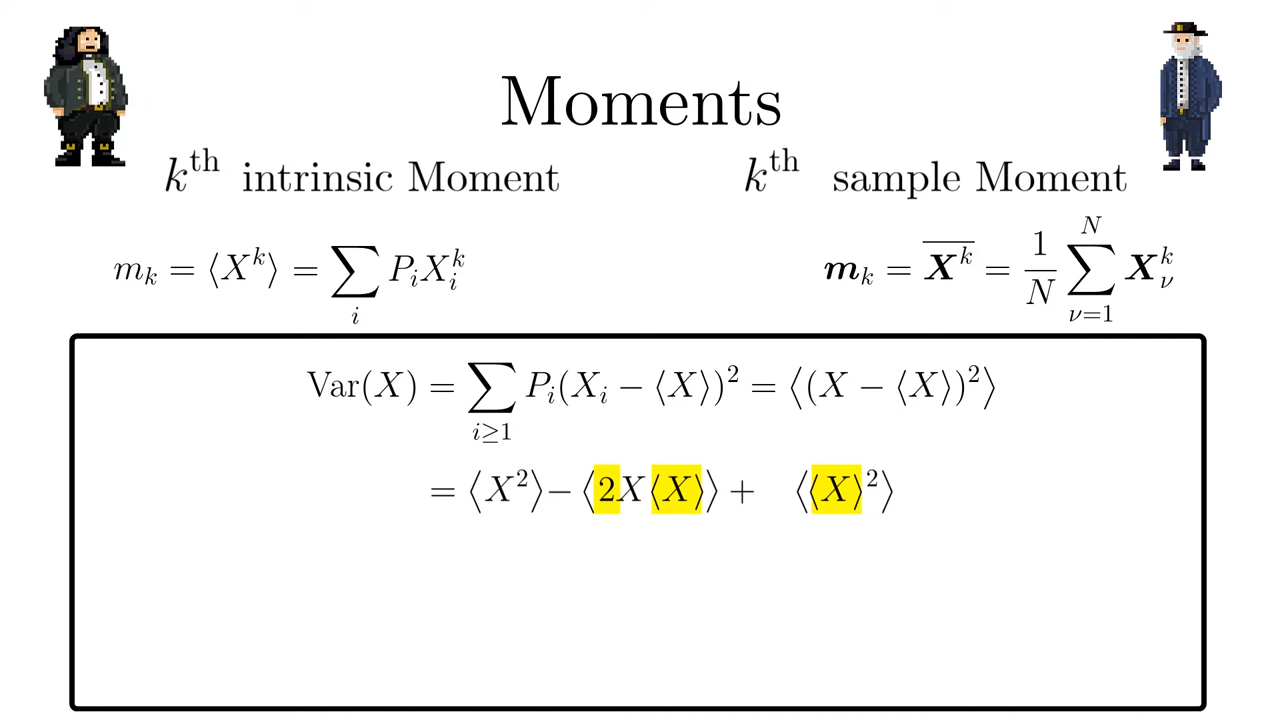 Moments
k^th intrinsic Moment
k^th sample Moment
m_k = ⟨X^k⟩ = ∑_i P_i X_i^k
𝒎_k = \overline{𝑿^k} = \frac{1}{N} ∑_{ν=1}^{N} 𝑿_ν^k
Var(X) = ∑_{i≥1} P_i(X_i − ⟨X⟩)^2 = ⟨(X − ⟨X⟩)^2⟩
= ⟨X^2⟩ − ⟨2X⟨X⟩⟩ + ⟨⟨X⟩^2⟩